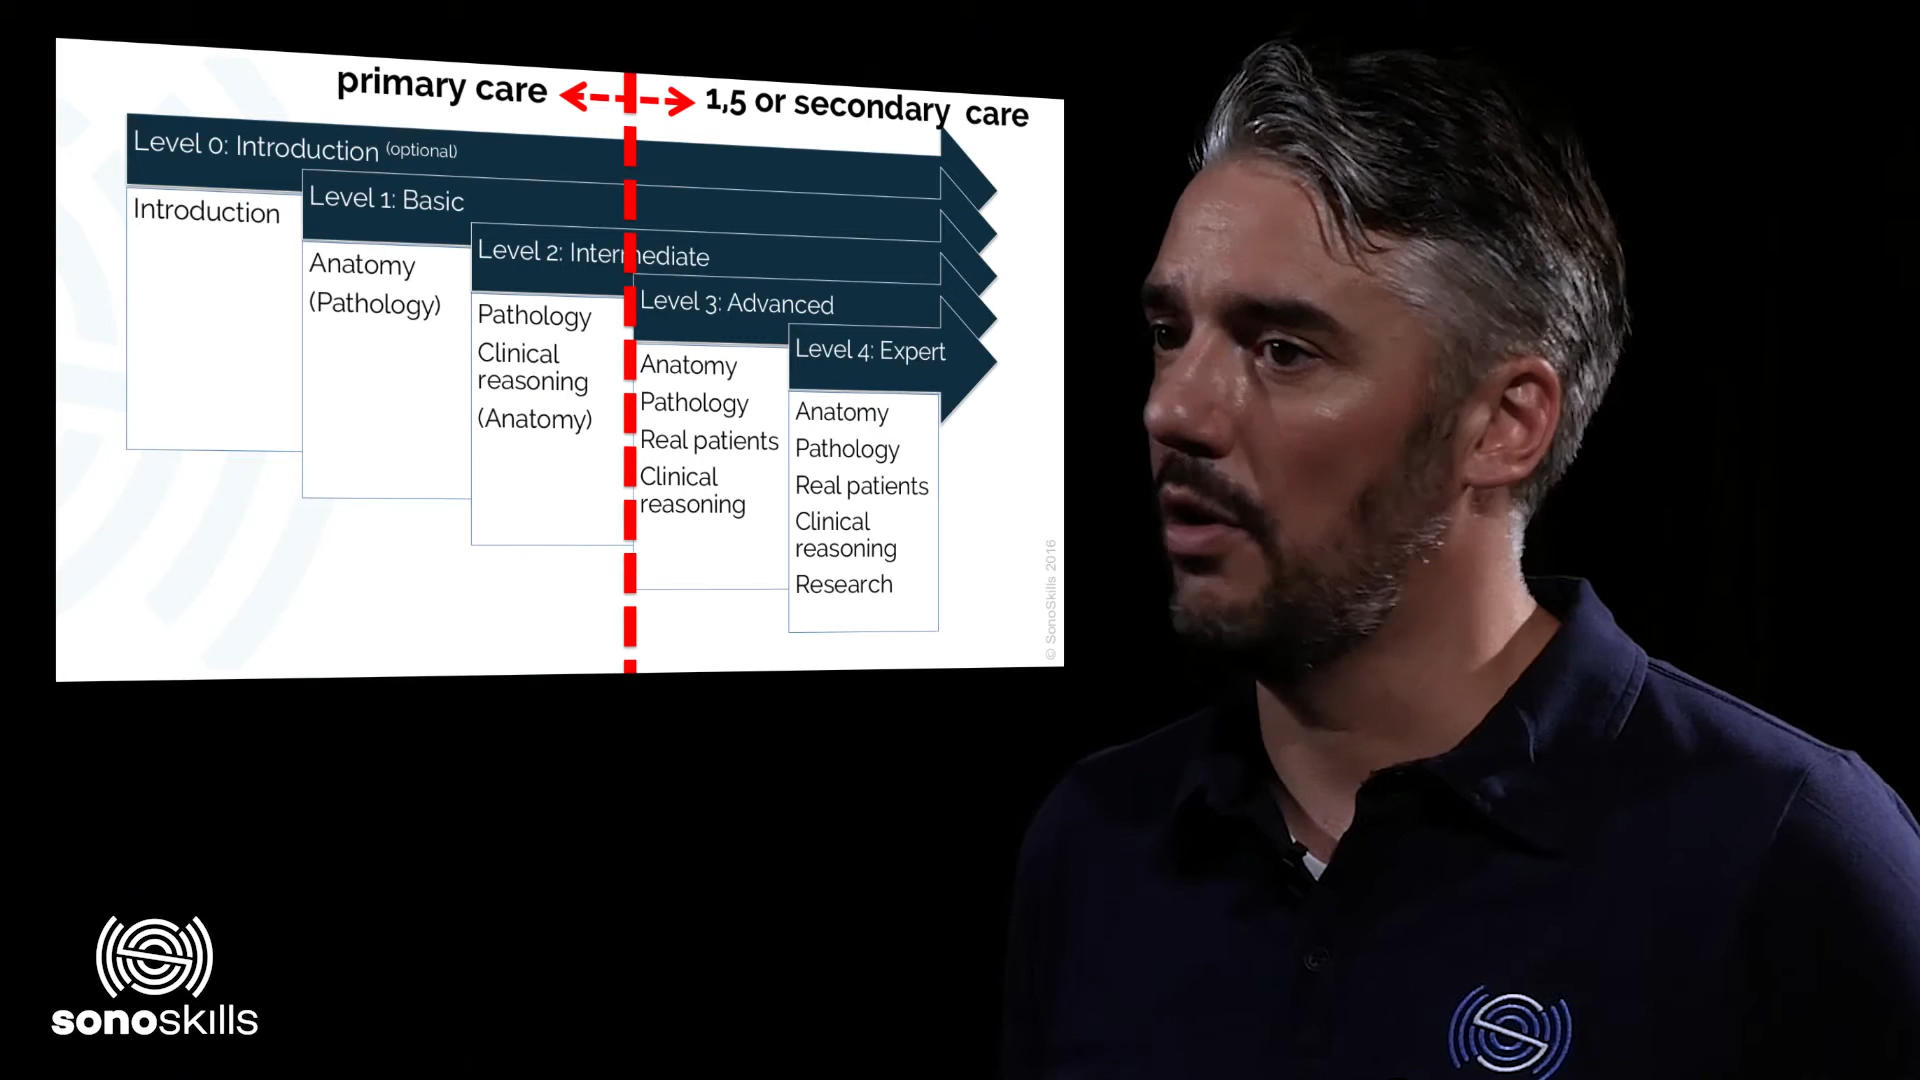 primary care
1,5 or secondary care
Level 0: Introduction (optional)
Introduction
Level 1: Basic
Anatomy
(Pathology)
Level 2: Intermediate
Pathology
Clinical
reasoning
(Anatomy)
Level 3: Advanced
Anatomy
Pathology
Real patients
Clinical
reasoning
Level 4: Expert
Anatomy
Pathology
Real patients
Clinical
reasoning
Research
© SonoSkills 2016
sonoskills